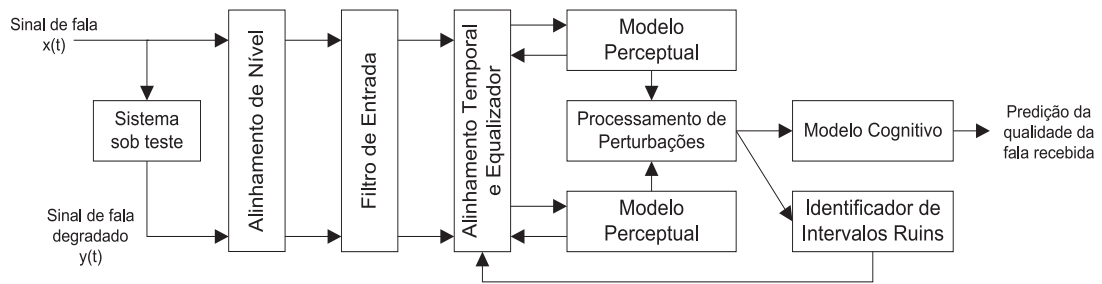 Sinal de fala
x(t)
Sistema
sob teste
Sinal de fala
degradado
y(t)
Alinhamento de Nível
Filtro de Entrada
Alinhamento Temporal
e Equalizador
Modelo
Perceptual
Processamento de
Perturbações
Modelo
Perceptual
Modelo Cognitivo
Identificador de
Intervalos Ruins
Predição da
qualidade da
fala recebida